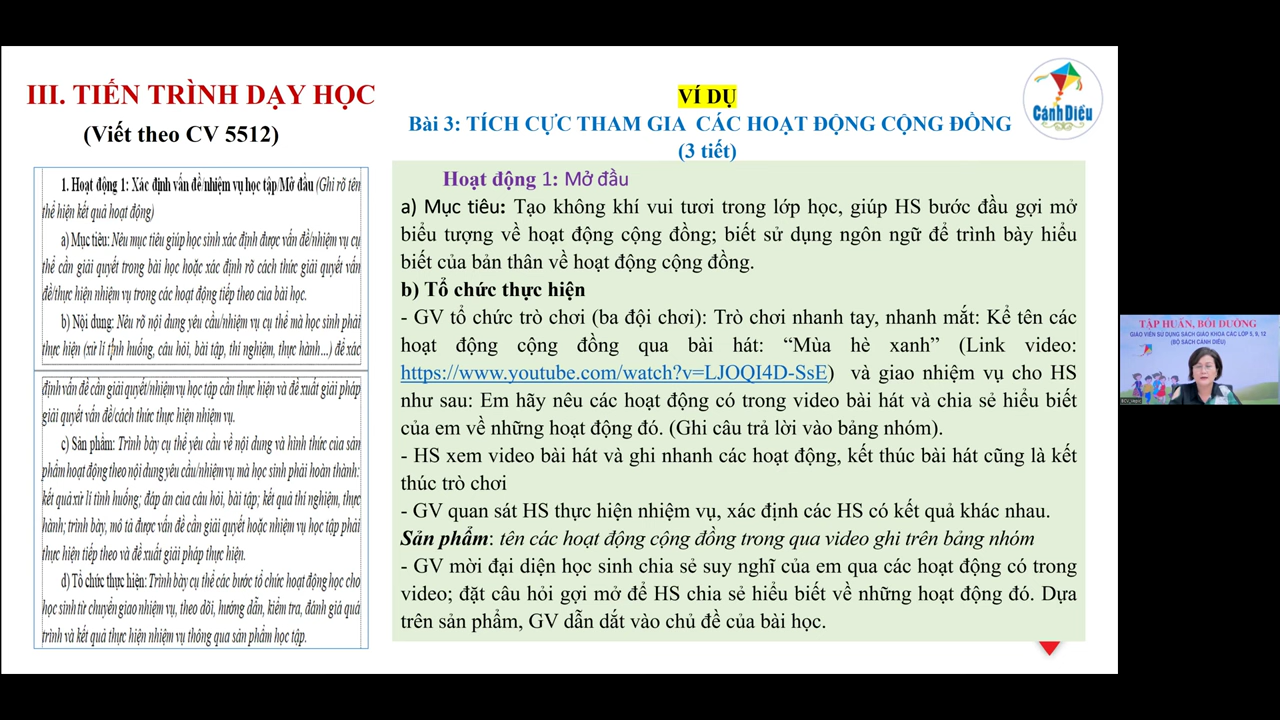 III. TIẾN TRÌNH DẠY HỌC
(Viết theo CV 5512)
1. Hoạt động 1: Xác định vấn đề/nhiệm vụ học tập/Mở đầu (Ghi rõ tên
thể hiện kết quả hoạt động)
a) Mục tiêu: Nêu mục tiêu giúp học sinh xác định được vấn đề/nhiệm vụ cụ
thể cần giải quyết trong bài học hoặc xác định rõ cách thức giải quyết vấn
đề/thực hiện nhiệm vụ trong các hoạt động tiếp theo của bài học.
b) Nội dung: Nêu rõ nội dung yêu cầu/nhiệm vụ cụ thể mà học sinh phải
thực hiện (xử lí tình huống, câu hỏi, bài tập, thí nghiệm, thực hành...) để xác
định vấn đề cần giải quyết/nhiệm vụ học tập cần thực hiện và đề xuất giải pháp
giải quyết vấn đề/cách thức thực hiện nhiệm vụ.
c) Sản phẩm: Trình bày cụ thể yêu cầu về nội dung và hình thức của sản
phẩm hoạt động theo nội dung yêu cầu/nhiệm vụ mà học sinh phải hoàn thành:
kết quả xử lí tình huống; đáp án của câu hỏi, bài tập; kết quả thí nghiệm, thực
hành; trình bày, mô tả được vấn đề cần giải quyết hoặc nhiệm vụ học tập phải
thực hiện tiếp theo và đề xuất giải pháp thực hiện.
d) Tổ chức thực hiện: Trình bày cụ thể các bước tổ chức hoạt động học cho
học sinh từ chuyển giao nhiệm vụ, theo dõi, hướng dẫn, kiểm tra, đánh giá quá
trình và kết quả thực hiện nhiệm vụ thông qua sản phẩm học tập.
VÍ DỤ
Bài 3: TÍCH CỰC THAM GIA CÁC HOẠT ĐỘNG CỘNG ĐỒNG
(3 tiết)
Cánh Diều
Hoạt động 1: Mở đầu
a) Mục tiêu: Tạo không khí vui tươi trong lớp học, giúp HS bước đầu gợi mở
biểu tượng về hoạt động cộng đồng; biết sử dụng ngôn ngữ để trình bày hiểu
biết của bản thân về hoạt động cộng đồng.
b) Tổ chức thực hiện
- GV tổ chức trò chơi (ba đội chơi): Trò chơi nhanh tay, nhanh mắt: Kể tên các
hoạt động cộng đồng qua bài hát: “Mùa hè xanh” (Link video:
https://www.youtube.com/watch?v=LJOQI4D-SsE) và giao nhiệm vụ cho HS
như sau: Em hãy nêu các hoạt động có trong video bài hát và chia sẻ hiểu biết
của em về những hoạt động đó. (Ghi câu trả lời vào bảng nhóm).
- HS xem video bài hát và ghi nhanh các hoạt động, kết thúc bài hát cũng là kết
thúc trò chơi
- GV quan sát HS thực hiện nhiệm vụ, xác định các HS có kết quả khác nhau.
Sản phẩm: tên các hoạt động cộng đồng trong qua video ghi trên bảng nhóm
- GV mời đại diện học sinh chia sẻ suy nghĩ của em qua các hoạt động có trong
video; đặt câu hỏi gợi mở để HS chia sẻ hiểu biết về những hoạt động đó. Dựa
trên sản phẩm, GV dẫn dắt vào chủ đề của bài học.
TẬP HUẤN, BỒI DƯỠNG
GIÁO VIÊN SỬ DỤNG SÁCH GIÁO KHOA CÁC LỚP 5, 9, 12
(BỘ SÁCH CÁNH DIỀU)